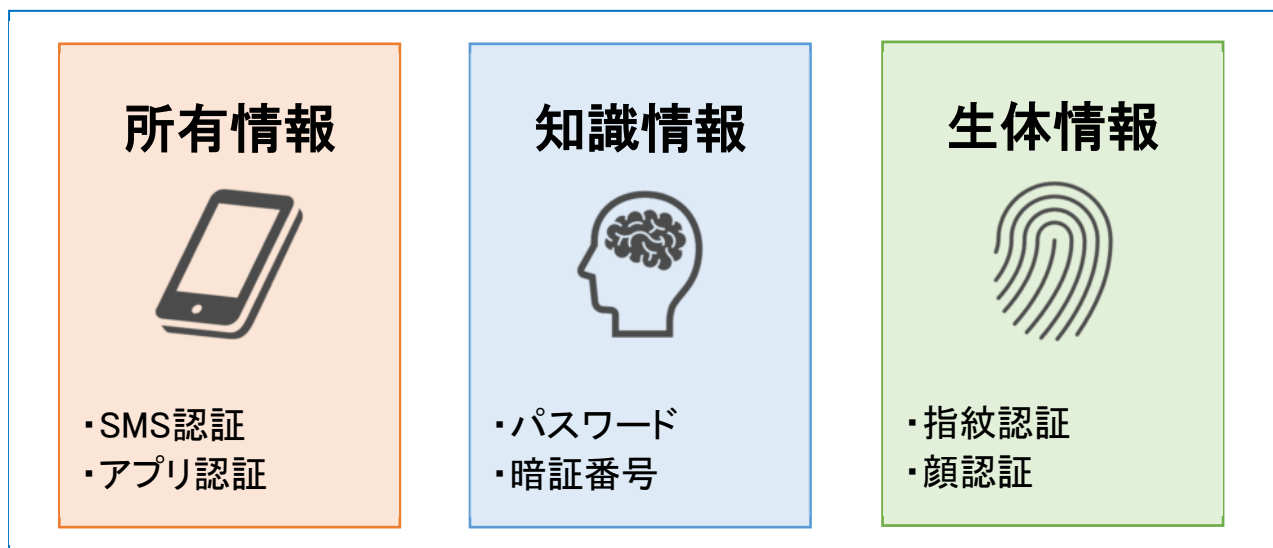 所有情報
・SMS認証
・アプリ認証
知識情報
・パスワード
・暗証番号
生体情報
・指紋認証
・顔認証